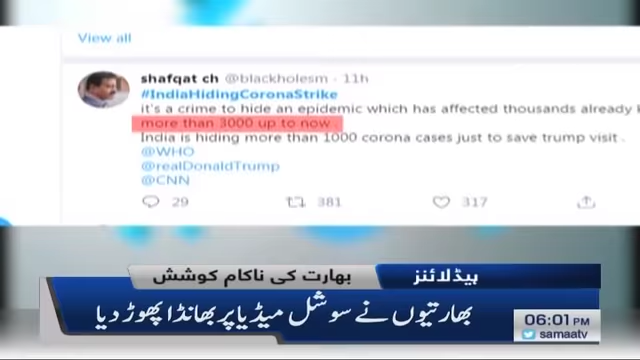 View all
shafqat ch @blackholesm · 11h
#IndiaHidingCoronaStrike
it's a crime to hide an epidemic which has affected thousands already k
more than 3000 up to now .
India is hiding more than 1000 corona cases just to save trump visit .
@WHO
@realDonaldTrump
@CNN
29 381 317
بھارت کی ناکام کوشش ہیڈلائنز
بھارتیوں نے سوشل میڈیا پر بھانڈا پھوڑ دیا
06:01 PM
samaatv